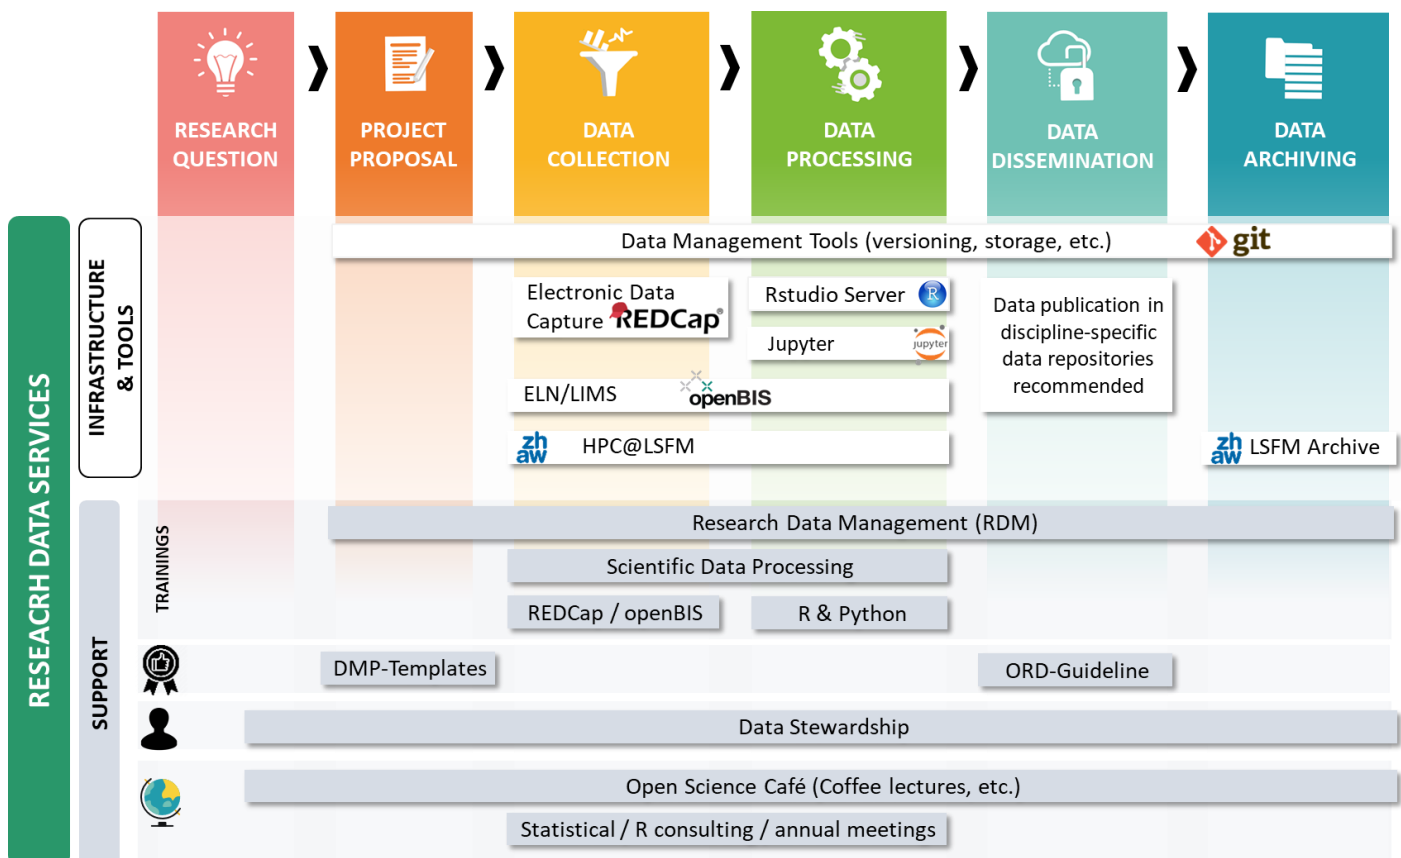 RESEARCH
QUESTION
PROJECT
PROPOSAL
DATA
COLLECTION
DATA
PROCESSING
DATA
DISSEMINATION
DATA
ARCHIVING
RESEACRH DATA SERVICES
INFRASTRUCTURE
& TOOLS
Data Management Tools (versioning, storage, etc.)
git
Electronic Data
Capture REDCap®
Rstudio Server R
Jupyter jupyter
Data publication in
discipline-specific
data repositories
recommended
ELN/LIMS openBIS
zh
aw
HPC@LSFM
zh
aw
LSFM Archive
SUPPORT
TRAININGS
Research Data Management (RDM)
Scientific Data Processing
REDCap / openBIS
R & Python
DMP-Templates
ORD-Guideline
Data Stewardship
Open Science Café (Coffee lectures, etc.)
Statistical / R consulting / annual meetings